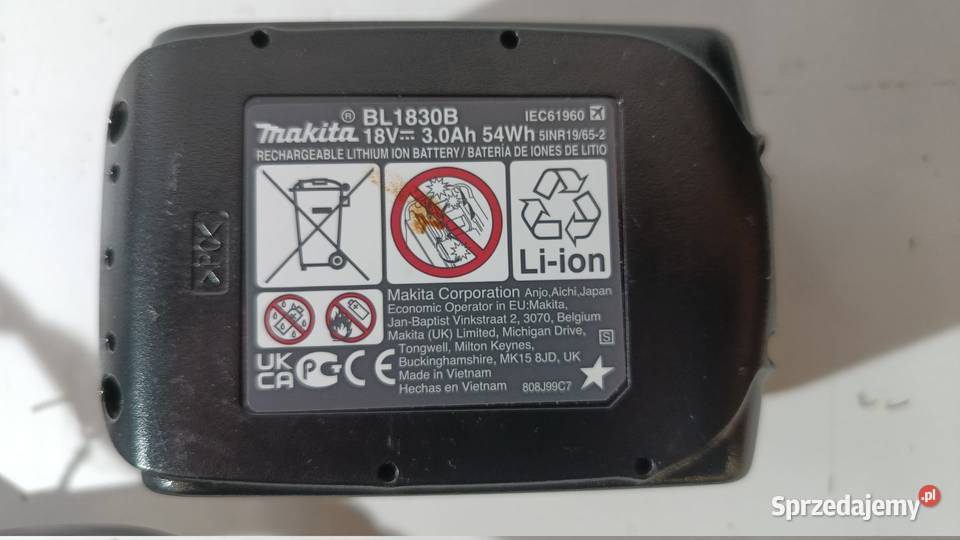 ® BL1830B IEC61960
makita 18V 3.0Ah 54Wh 5INR19/65-2
RECHARGEABLE LITHIUM ION BATTERY / BATERÍA DE IONES DE LITIO
Li-ion
>PIX<
Makita Corporation Anjo,Aichi,Japan
Economic Operator in EU:Makita,
Jan-Baptist Vinkstraat 2, 3070, Belgium
Makita (UK) Limited, Michigan Drive,
Tongwell, Milton Keynes, S
Buckinghamshire, MK15 8JD, UK
Made in Vietnam
Hechas en Vietnam 808J99C7
UK
CA CE
Sprzedajemy.pl